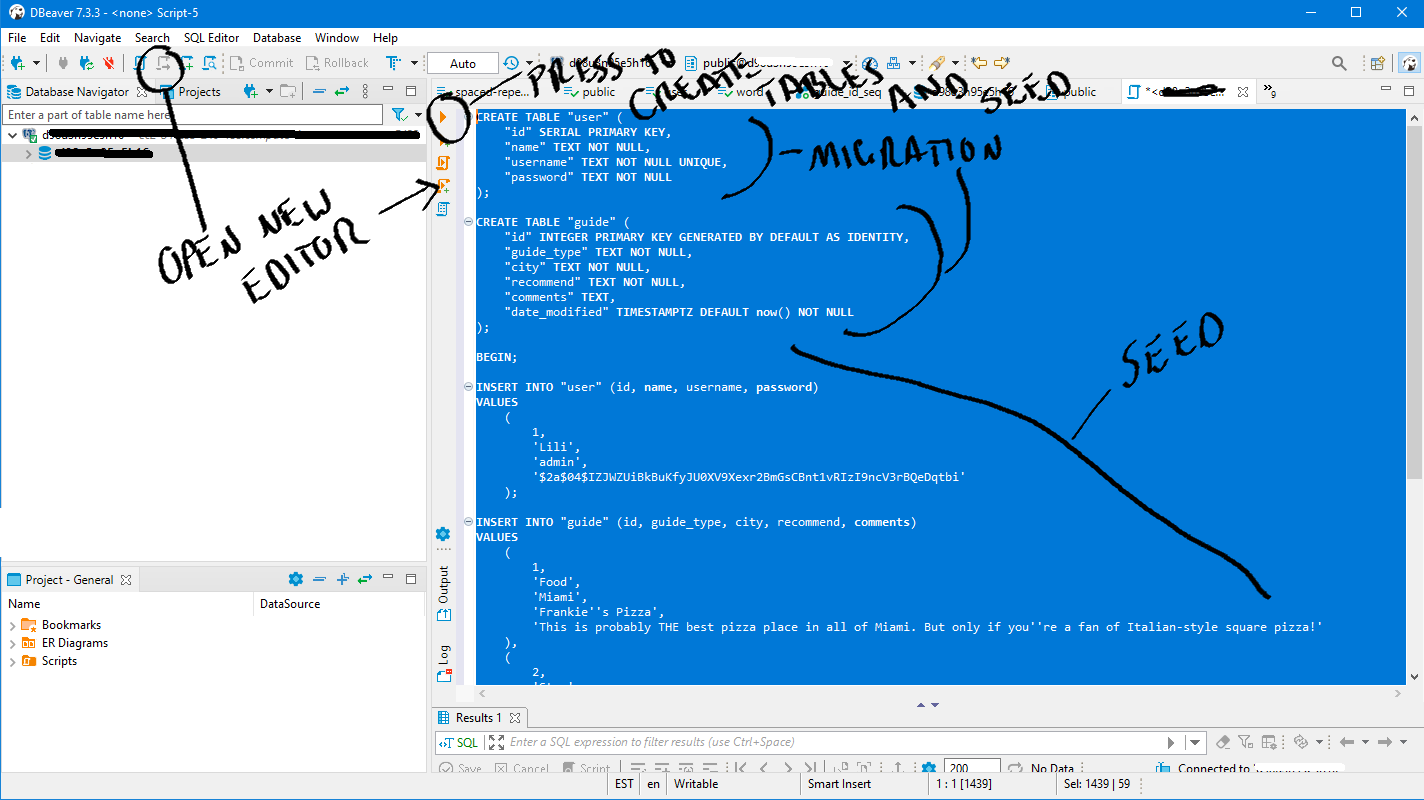 DBeaver 7.3.3 - <none> Script-5
File Edit Navigate Search SQL Editor Database Window Help
Commit Rollback Auto public@d98u3n95e5h1
Database Navigator Projects spaced-repe... public word guide_id_seq public
Enter a part of table name here
PRESS TO CREATE TABLES AND SEED
MIGRATION
OPEN NEW EDITOR
SEED
CREATE TABLE "user" (
"id" SERIAL PRIMARY KEY,
"name" TEXT NOT NULL,
"username" TEXT NOT NULL UNIQUE,
"password" TEXT NOT NULL
);
CREATE TABLE "guide" (
"id" INTEGER PRIMARY KEY GENERATED BY DEFAULT AS IDENTITY,
"guide_type" TEXT NOT NULL,
"city" TEXT NOT NULL,
"recommend" TEXT NOT NULL,
"comments" TEXT,
"date_modified" TIMESTAMPTZ DEFAULT now() NOT NULL
);
BEGIN;
INSERT INTO "user" (id, name, username, password)
VALUES
(
1,
'Lili',
'admin',
'$2a$04$IZJWZUiBkBuKfyJU0XV9Xexr2BmGsCBnt1vRIzI9ncV3rBQeDqtbi'
);
INSERT INTO "guide" (id, guide_type, city, recommend, comments)
VALUES
(
1,
'Food',
'Miami',
'Frankie''s Pizza',
'This is probably THE best pizza place in all of Miami. But only if you''re a fan of Italian-style square pizza!'
),
(
2,
Output
Log
Project - General
Name DataSource
Bookmarks
ER Diagrams
Scripts
Results 1
SQL Enter a SQL expression to filter results (use Ctrl+Space)
Save Cancel Script 200 No Data Connected to
EST en Writable Smart Insert 1 : 1 [1439] Sel: 1439 | 59